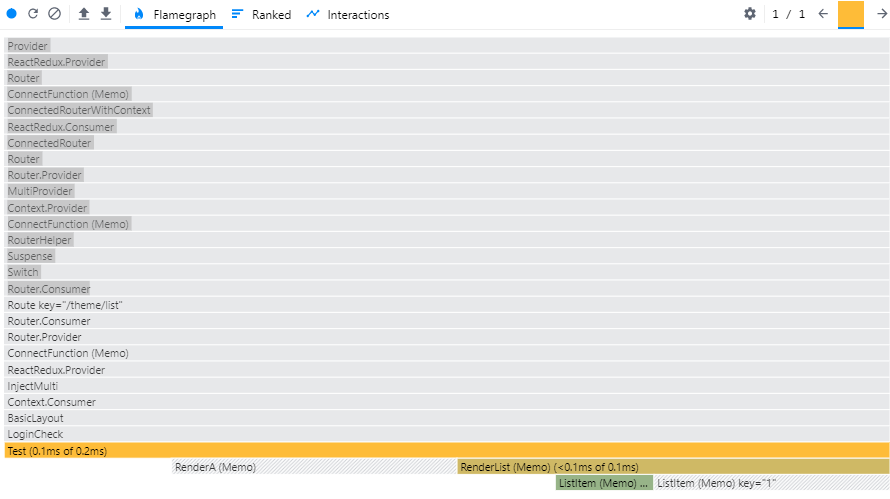 Flamegraph Ranked Interactions 1 / 1
Provider
ReactRedux.Provider
Router
ConnectFunction (Memo)
ConnectedRouterWithContext
ReactRedux.Consumer
ConnectedRouter
Router
Router.Provider
MultiProvider
Context.Provider
ConnectFunction (Memo)
RouterHelper
Suspense
Switch
Router.Consumer
Route key="/theme/list"
Router.Consumer
Router.Provider
ConnectFunction (Memo)
ReactRedux.Provider
InjectMulti
Context.Consumer
BasicLayout
LoginCheck
Test (0.1ms of 0.2ms)
RenderA (Memo) RenderList (Memo) (<0.1ms of 0.1ms)
ListItem (Memo) ... ListItem (Memo) key="1"